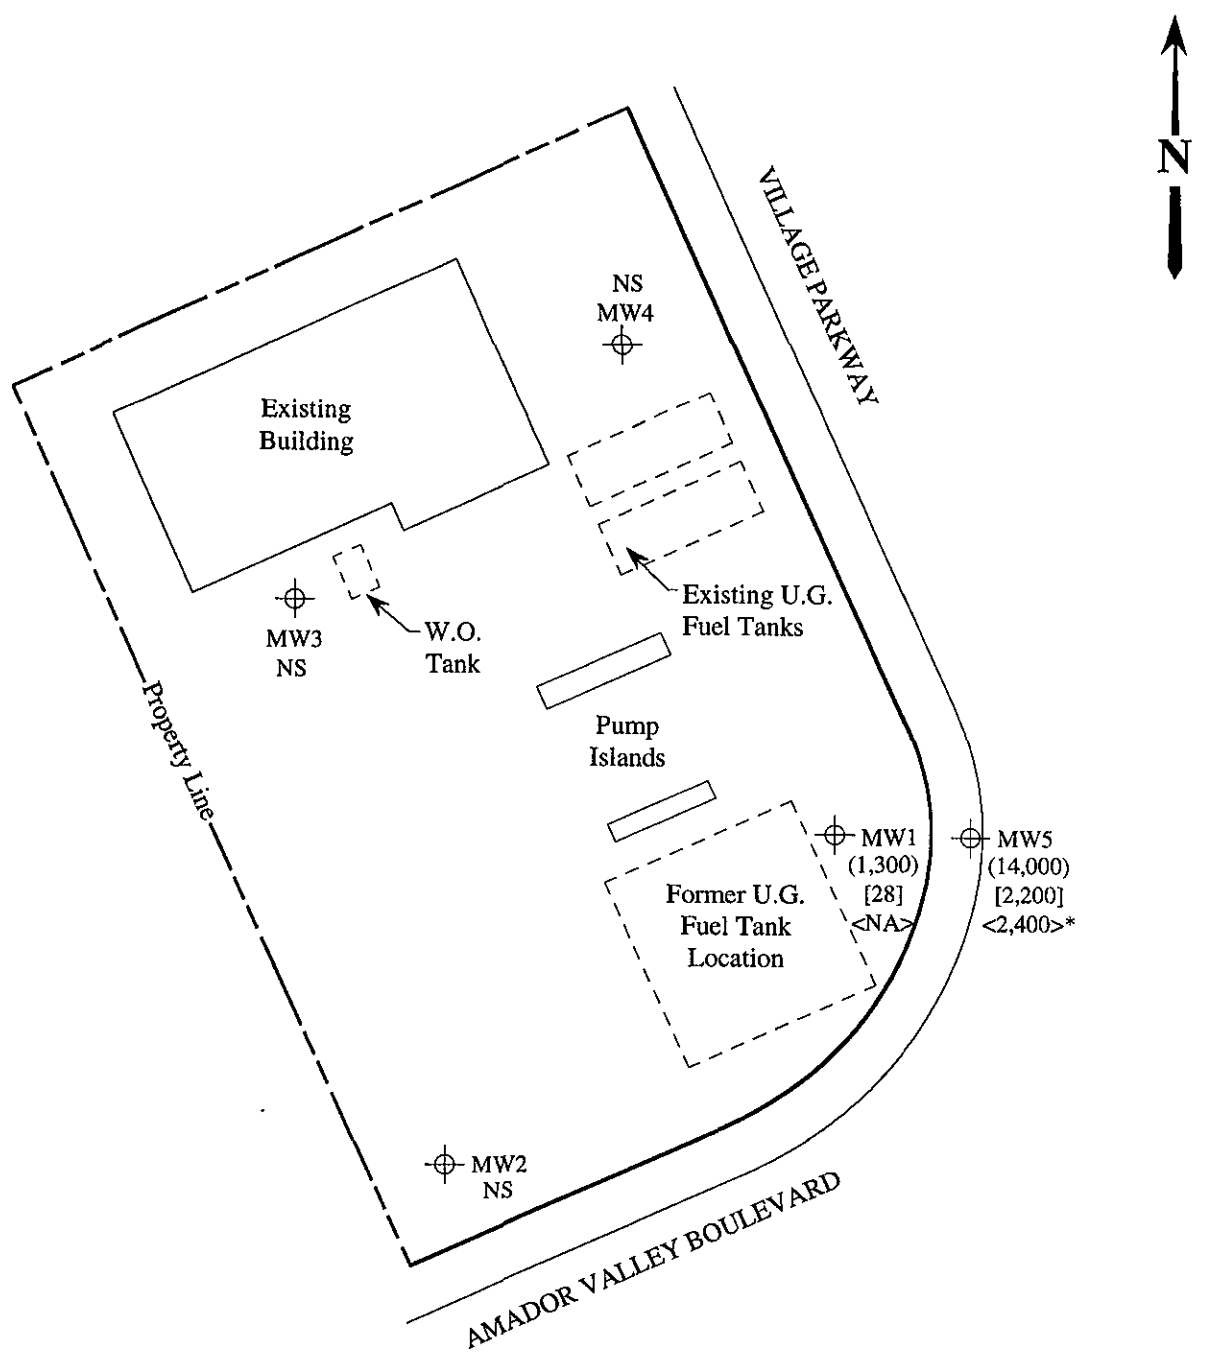 N
VILLAGE PARKWAY
NS
MW4
Existing
Building
Existing U.G.
Fuel Tanks
W.O.
Tank
MW3
NS
Property Line
Pump
Islands
MW1
(1,300)
[28]
<NA>
MW5
(14,000)
[2,200]
<2,400>*
Former U.G.
Fuel Tank
Location
MW2
NS
AMADOR VALLEY BOULEVARD